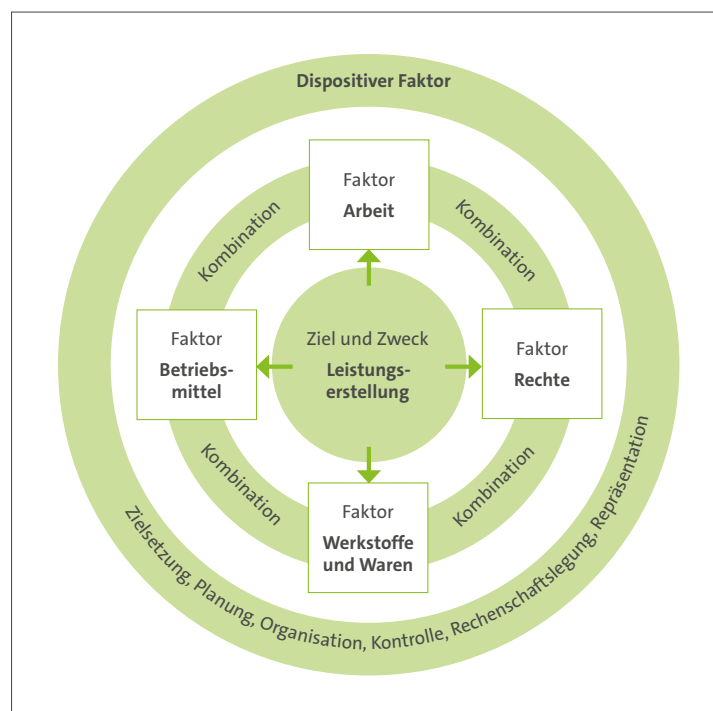 Dispositiver Faktor
Faktor
Arbeit
Kombination
Kombination
Faktor
Betriebs-
mittel
Ziel und Zweck
Leistungs-
erstellung
Faktor
Rechte
Kombination
Kombination
Faktor
Werkstoffe
und Waren
Zielsetzung, Planung, Organisation, Kontrolle, Rechenschaftslegung, Repräsentation